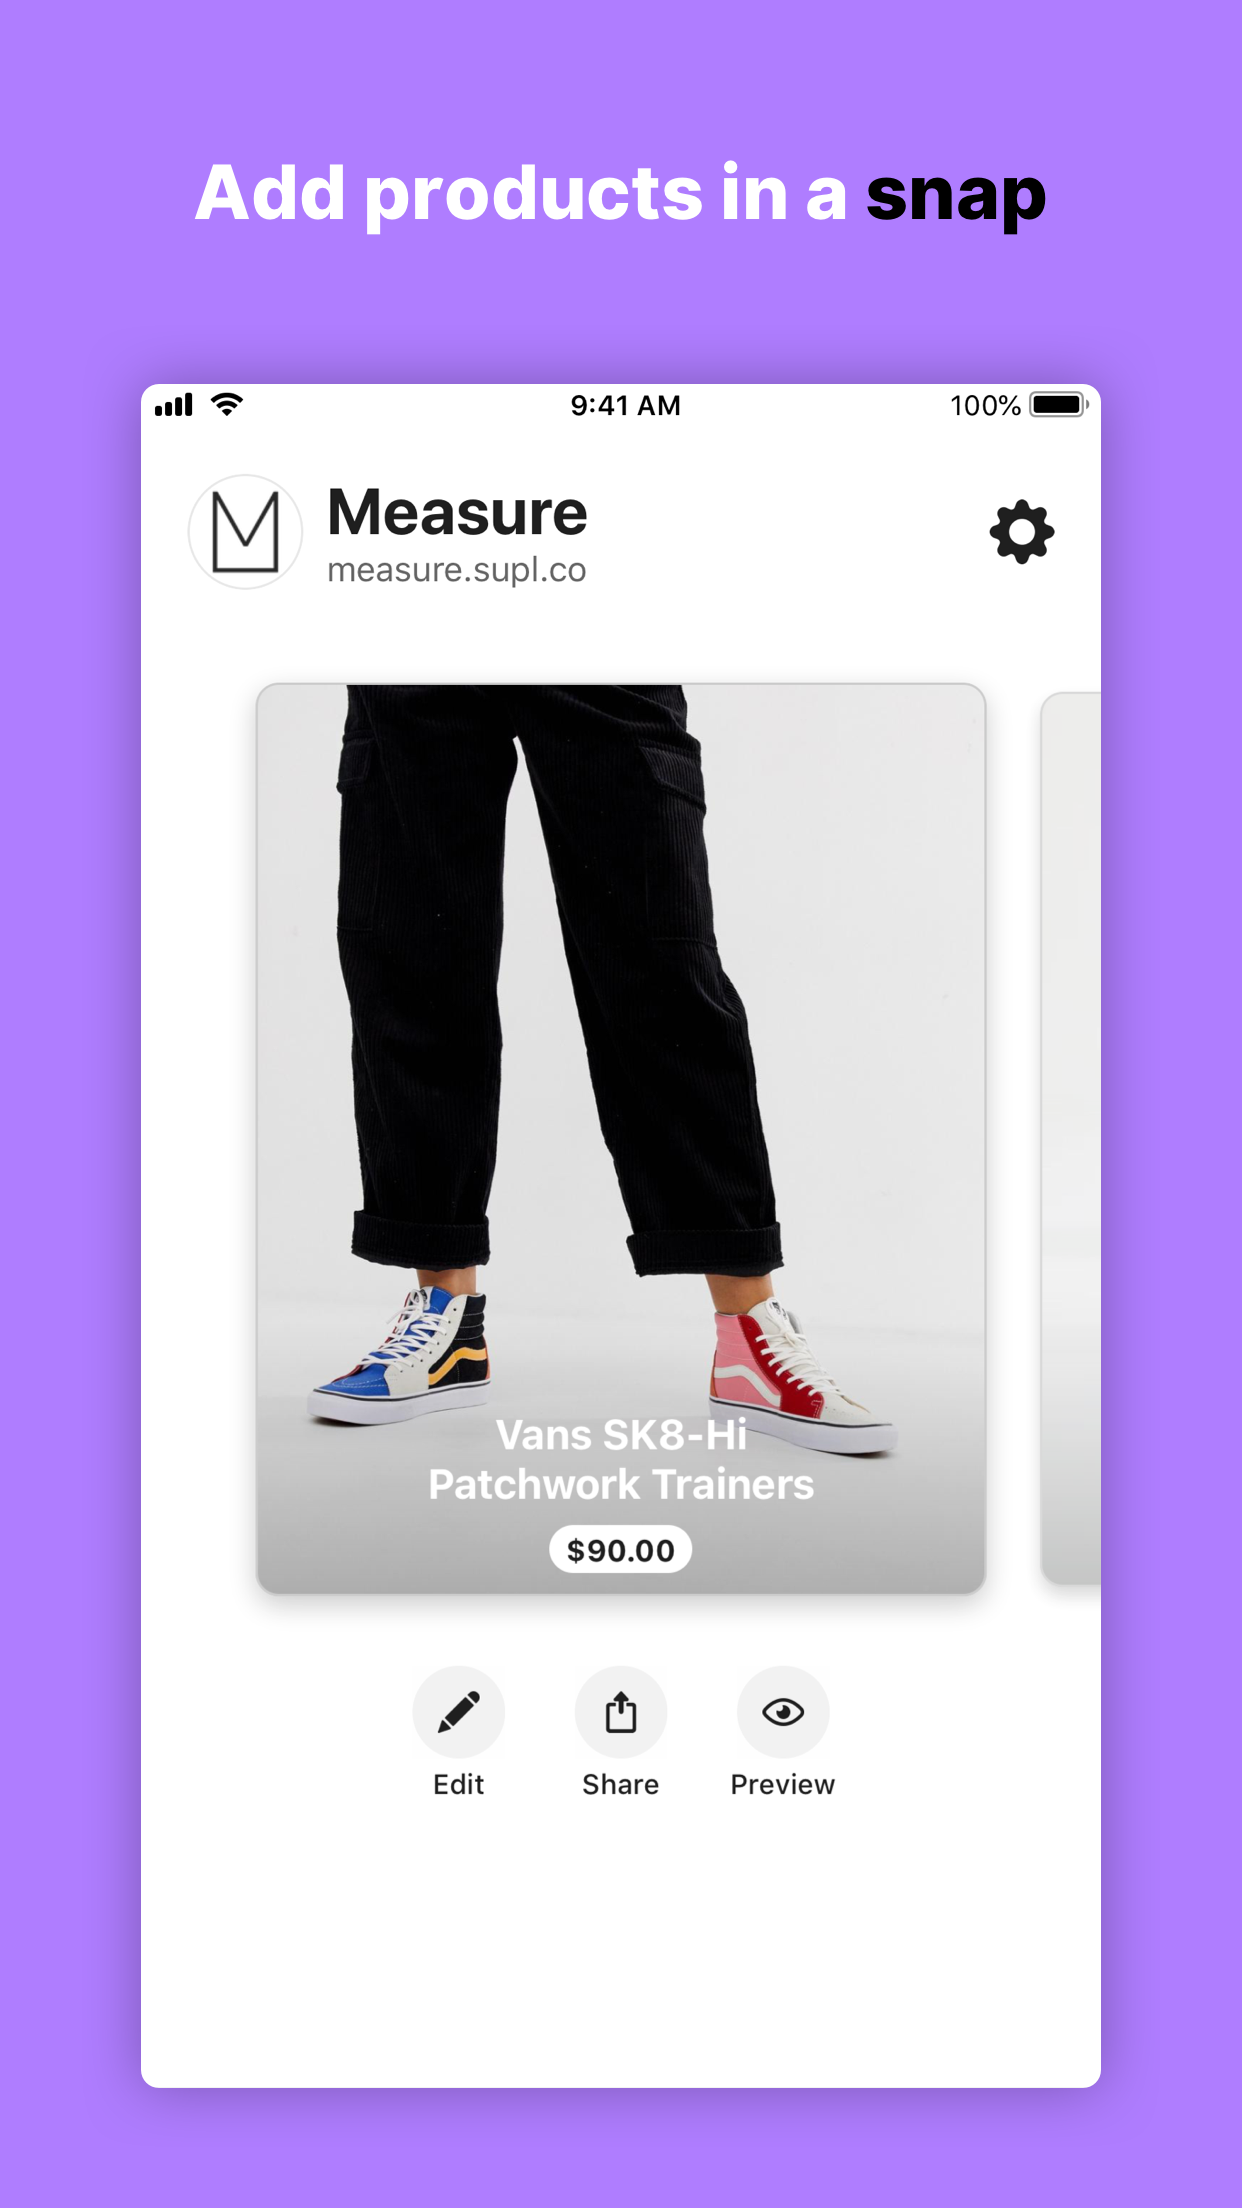 Add products in a snap
9:41 AM
100%
Measure
measure.supl.co
Vans SK8-Hi
Patchwork Trainers
$90.00
Edit
Share
Preview